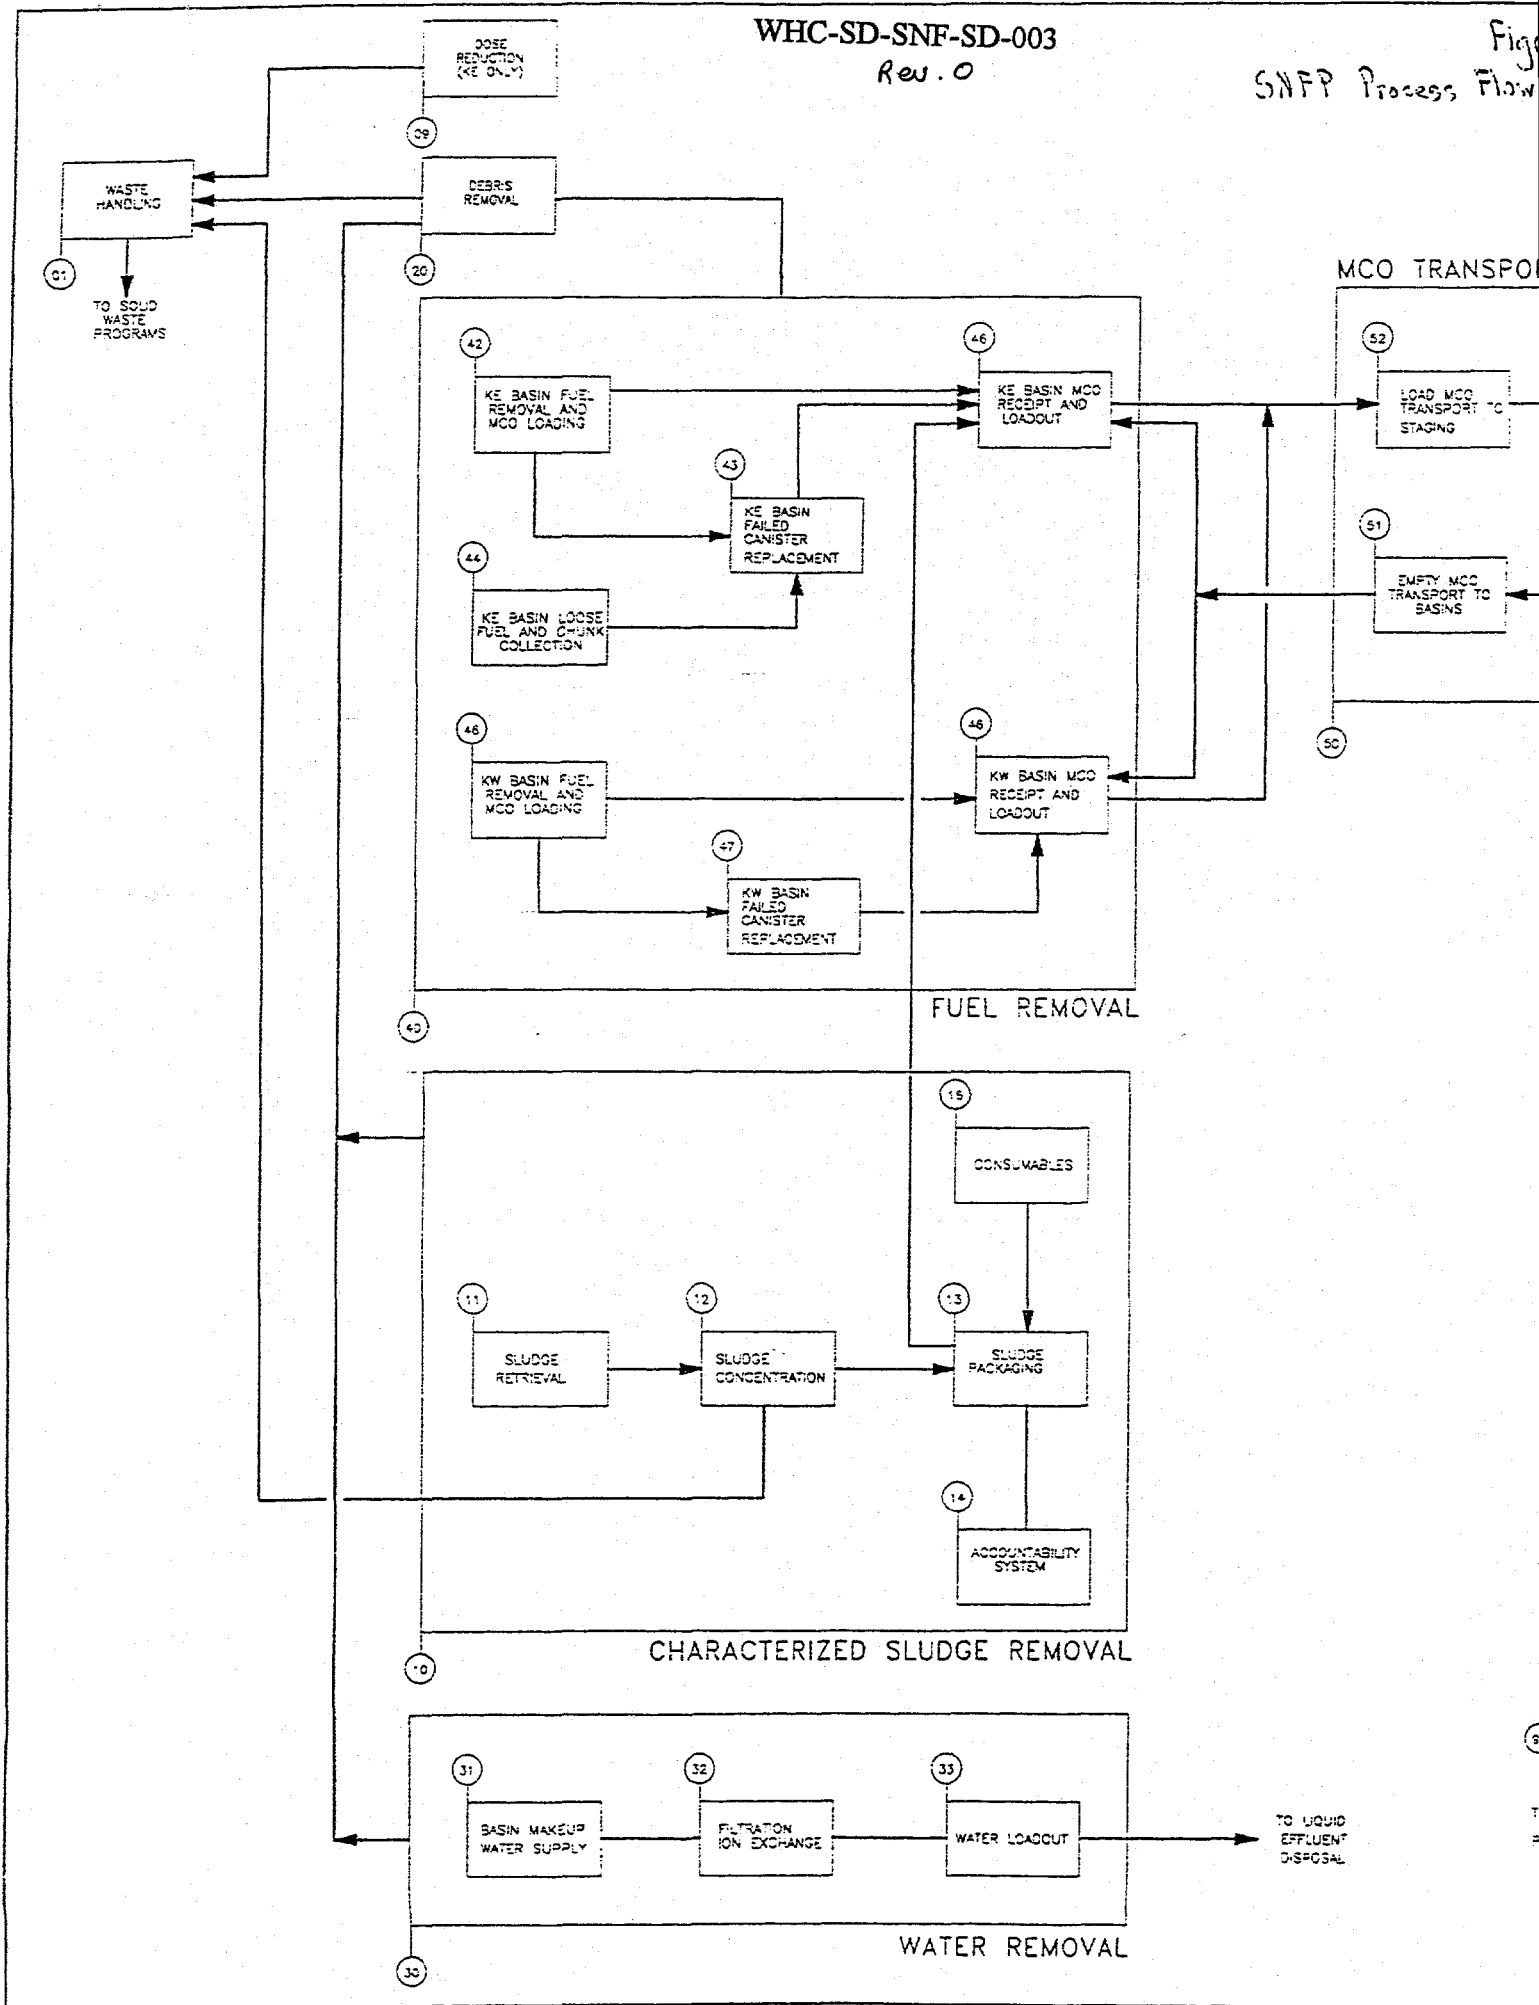 WHC-SD-SNF-SD-003
Rev. 0
SNFP Process Flow
DOSE
REDUCTION
(KE ONLY)
09
WASTE
HANDLING
01
TO SOLID
WASTE
PROGRAMS
DEBRIS
REMOVAL
20
MCO TRANSPOR
42
KE BASIN FUEL
REMOVAL AND
MCO LOADING
46
KE BASIN MCO
RECEIPT AND
LOADOUT
52
LOAD MCO
TRANSPORT TO
STAGING
43
KE BASIN
FAILED
CANISTER
REPLACEMENT
44
KE BASIN LOOSE
FUEL AND CHUNK
COLLECTION
51
EMPTY MCO
TRANSPORT TO
BASINS
50
46
KW BASIN FUEL
REMOVAL AND
MCO LOADING
KW BASIN MCO
RECEIPT AND
LOADOUT
47
KW BASIN
FAILED
CANISTER
REPLACEMENT
FUEL REMOVAL
40
15
CONSUMABLES
11
SLUDGE
RETRIEVAL
12
SLUDGE
CONCENTRATION
13
SLUDGE
PACKAGING
14
ACCOUNTABILITY
SYSTEM
CHARACTERIZED SLUDGE REMOVAL
10
31
BASIN MAKEUP
WATER SUPPLY
32
FILTRATION
ION EXCHANGE
33
WATER LOADOUT
TO LIQUID
EFFLUENT
DISPOSAL
WATER REMOVAL
30